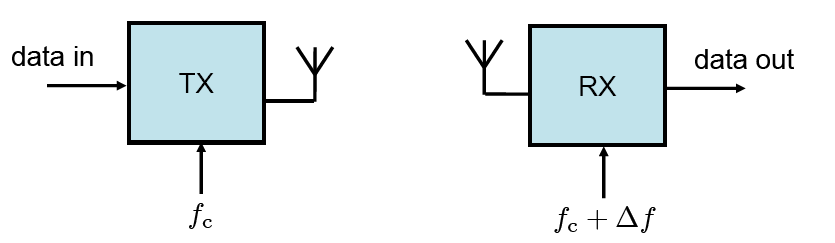 data in
TX
RX
data out
f_c
f_c + Δf